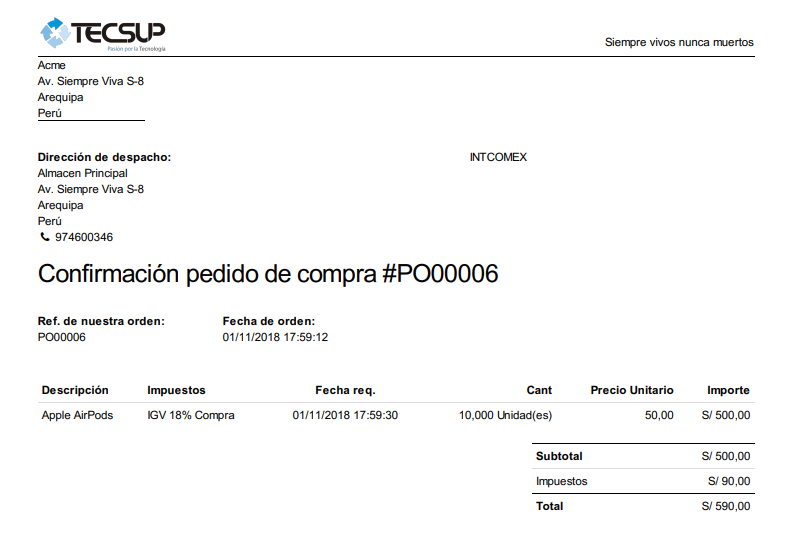 TECSUP
Pasión por la Tecnología
Siempre vivos nunca muertos
Acme
Av. Siempre Viva S-8
Arequipa
Perú
Dirección de despacho:
Almacen Principal
Av. Siempre Viva S-8
Arequipa
Perú
974600346
INTCOMEX
Confirmación pedido de compra #PO00006
Ref. de nuestra orden: Fecha de orden:
PO00006 01/11/2018 17:59:12
Descripción Impuestos Fecha req. Cant Precio Unitario Importe
Apple AirPods IGV 18% Compra 01/11/2018 17:59:30 10,000 Unidad(es) 50,00 S/ 500,00
Subtotal S/ 500,00
Impuestos S/ 90,00
Total S/ 590,00